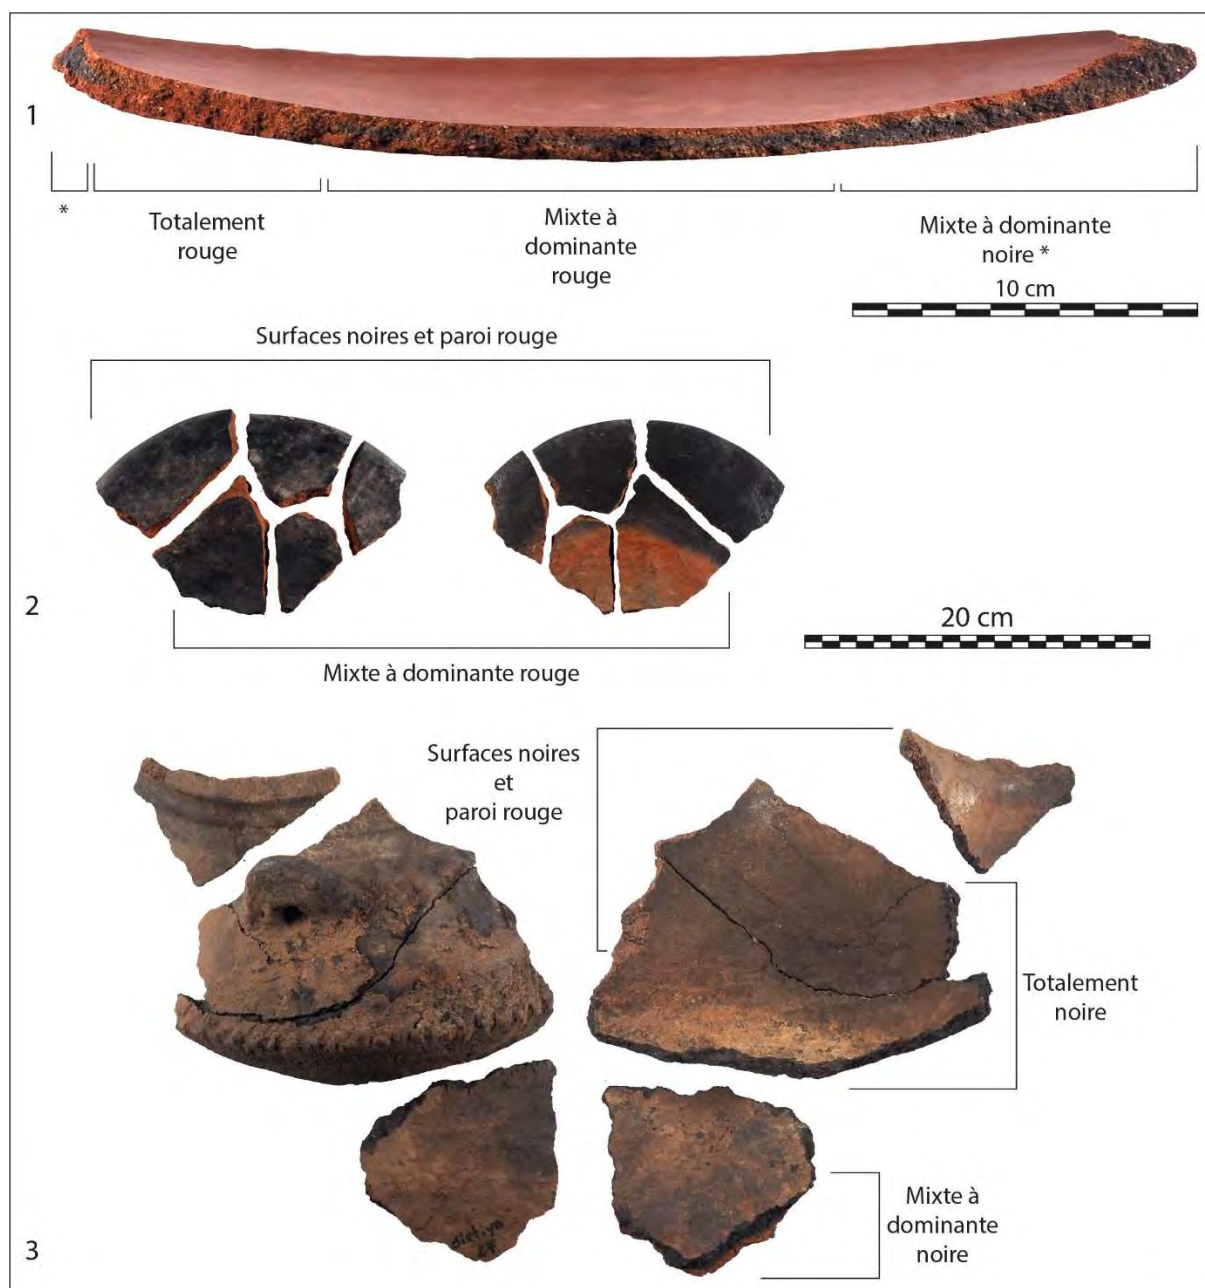 1
*
Totalement
rouge
Mixte à
dominante
rouge
Mixte à dominante
noire *
10 cm
Surfaces noires et paroi rouge
2
20 cm
Mixte à dominante rouge
Surfaces noires
et
paroi rouge
Totalement
noire
Mixte à
dominante
noire
3